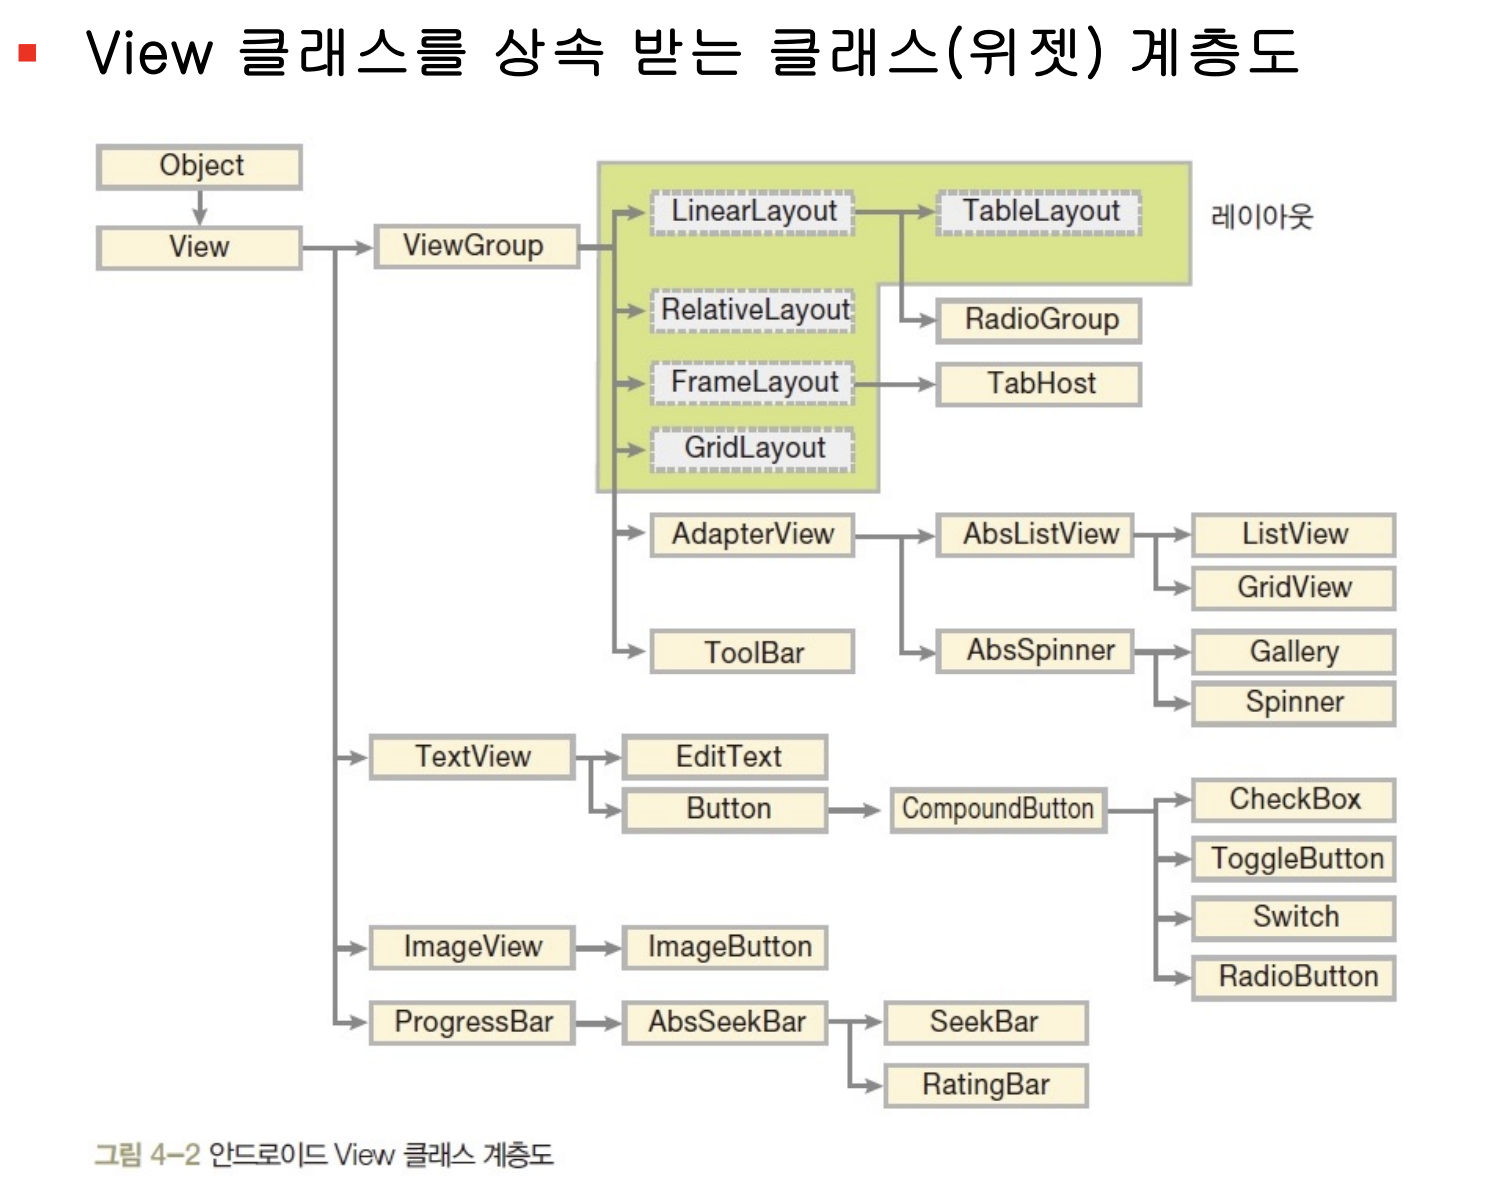 View 클래스를 상속 받는 클래스(위젯) 계층도
Object
View
ViewGroup
LinearLayout
TableLayout
레이아웃
RelativeLayout
RadioGroup
FrameLayout
TabHost
GridLayout
AdapterView
AbsListView
ListView
GridView
ToolBar
AbsSpinner
Gallery
Spinner
TextView
EditText
Button
CompoundButton
CheckBox
ToggleButton
Switch
RadioButton
ImageView
ImageButton
ProgressBar
AbsSeekBar
SeekBar
RatingBar
그림 4-2 안드로이드 View 클래스 계층도